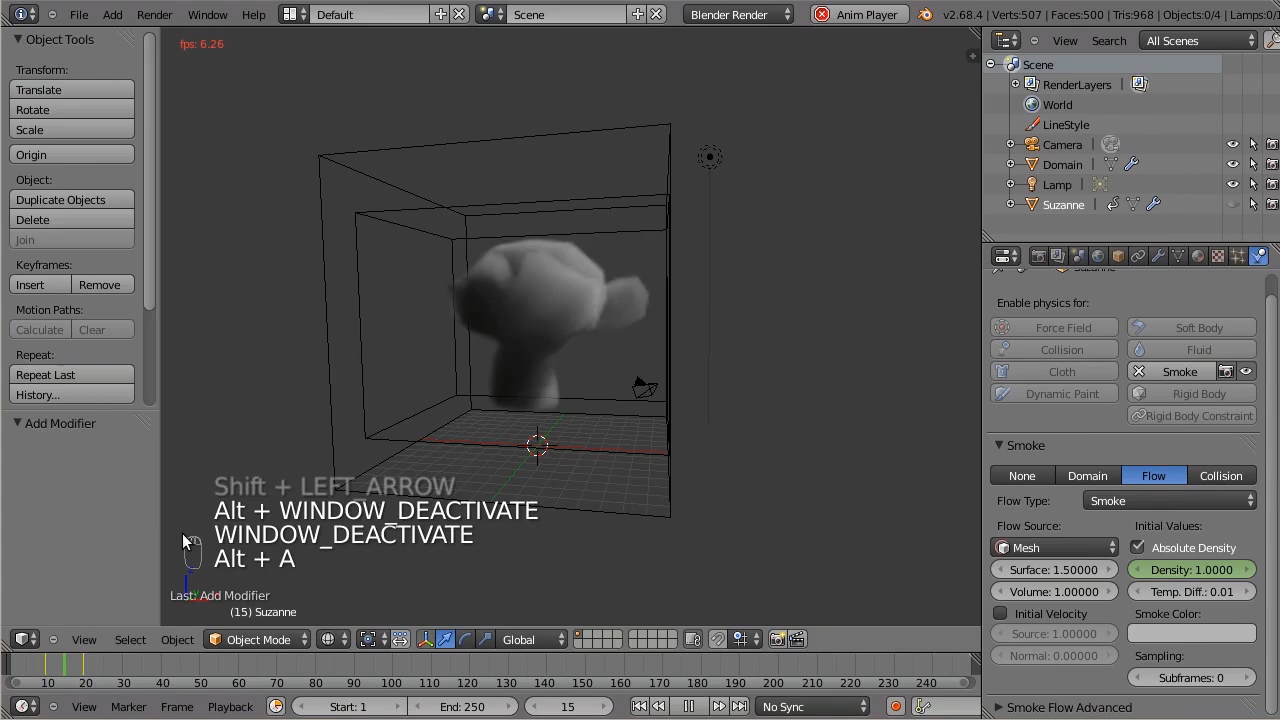 File Add Render Window Help Default Scene Blender Render Anim Player v2.68.4 | Verts:507 | Faces:500 | Tris:968 | Objects:0/4 | Lamps:0/1
Object Tools
Transform:
Translate
Rotate
Scale
Origin
Object:
Duplicate Objects
Delete
Join
Keyframes:
Insert Remove
Motion Paths:
Calculate Clear
Repeat:
Repeat Last
History...
Add Modifier
fps: 6.26
Shift + LEFT_ARROW
Alt + WINDOW_DEACTIVATE
WINDOW_DEACTIVATE
Alt + A
Last: Add Modifier
(15) Suzanne
View Search All Scenes
Scene
RenderLayers
World
LineStyle
Camera
Domain
Lamp
Suzanne
Suzanne
Enable physics for:
Force Field Soft Body
Collision Fluid
Cloth Smoke
Dynamic Paint Rigid Body
Rigid Body Constraint
Smoke
None Domain Flow Collision
Flow Type: Smoke
Flow Source: Initial Values:
Mesh Absolute Density
Surface: 1.50000 Density: 1.0000
Volume: 1.00000 Temp. Diff.: 0.01
Initial Velocity Smoke Color:
Source: 1.00000
Normal: 0.00000 Sampling:
Subframes: 0
Smoke Flow Advanced
View Select Object Object Mode Global
10 20 30 40 50 60 70 80 90 100 110 120 130 140 150 160 170 180 190 200 210 220 230 240
View Marker Frame Playback Start: 1 End: 250 15 No Sync